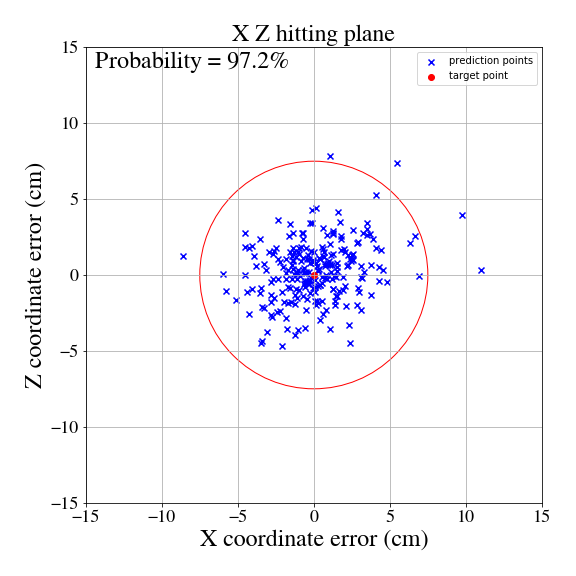 X Z hitting plane
Probability = 97.2%
prediction points
target point
15
10
5
0
−5
−10
−15
Z coordinate error (cm)
−15
−10
−5
0
5
10
15
X coordinate error (cm)